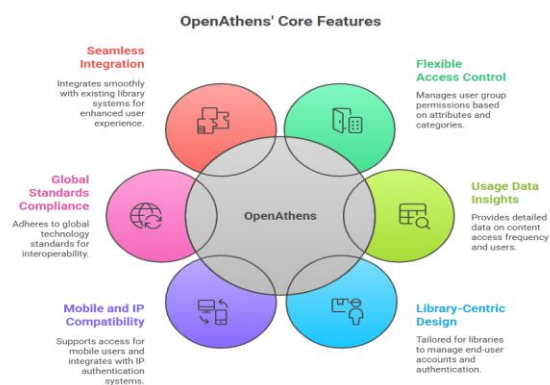 OpenAthens' Core Features
Seamless
Integration
Integrates smoothly
with existing library
systems for
enhanced user
experience.
Flexible
Access Control
Manages user group
permissions based
on attributes and
categories.
Global
Standards
Compliance
Adheres to global
technology
standards for
interoperability.
OpenAthens
Usage Data
Insights
Provides detailed
data on content
access frequency
and users.
Mobile and IP
Compatibility
Supports access for
mobile users and
integrates with IP
authentication
systems.
Library-Centric
Design
Tailored for libraries
to manage end-user
accounts and
authentication.